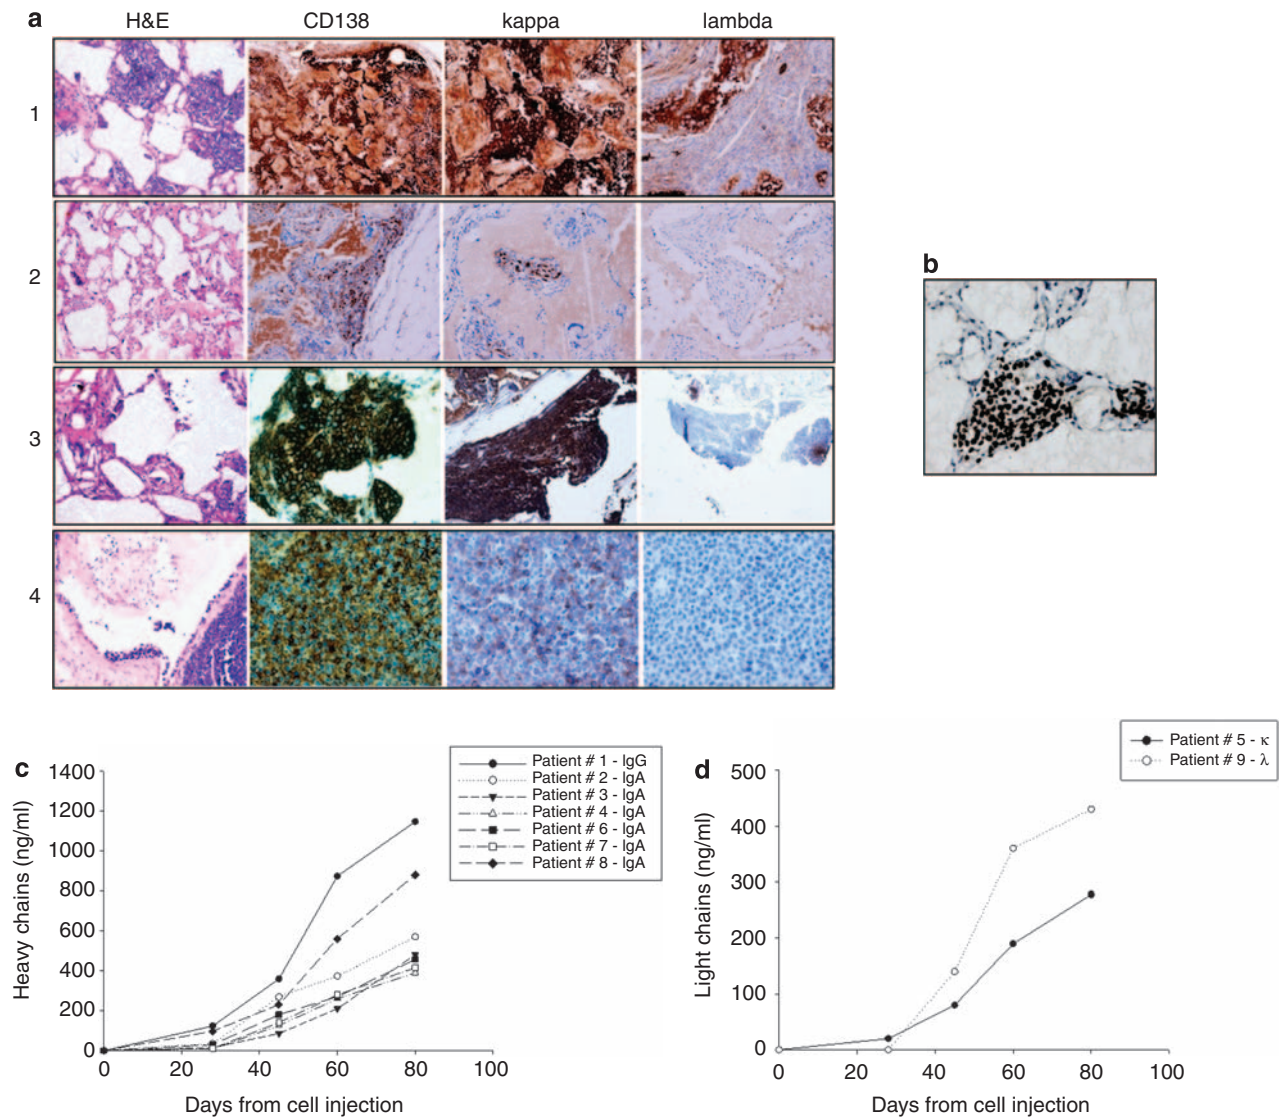 a
H&E CD138 kappa lambda
1
2
3
4
b
c
Heavy chains (ng/ml)
1400
1200
1000
800
600
400
200
0
0 20 40 60 80 100
Days from cell injection
Patient # 1 - IgG
Patient # 2 - IgA
Patient # 3 - IgA
Patient # 4 - IgA
Patient # 6 - IgA
Patient # 7 - IgA
Patient # 8 - IgA
d
Light chains (ng/ml)
500
400
300
200
100
0
0 20 40 60 80 100
Days from cell injection
Patient # 5 - κ
Patient # 9 - λ